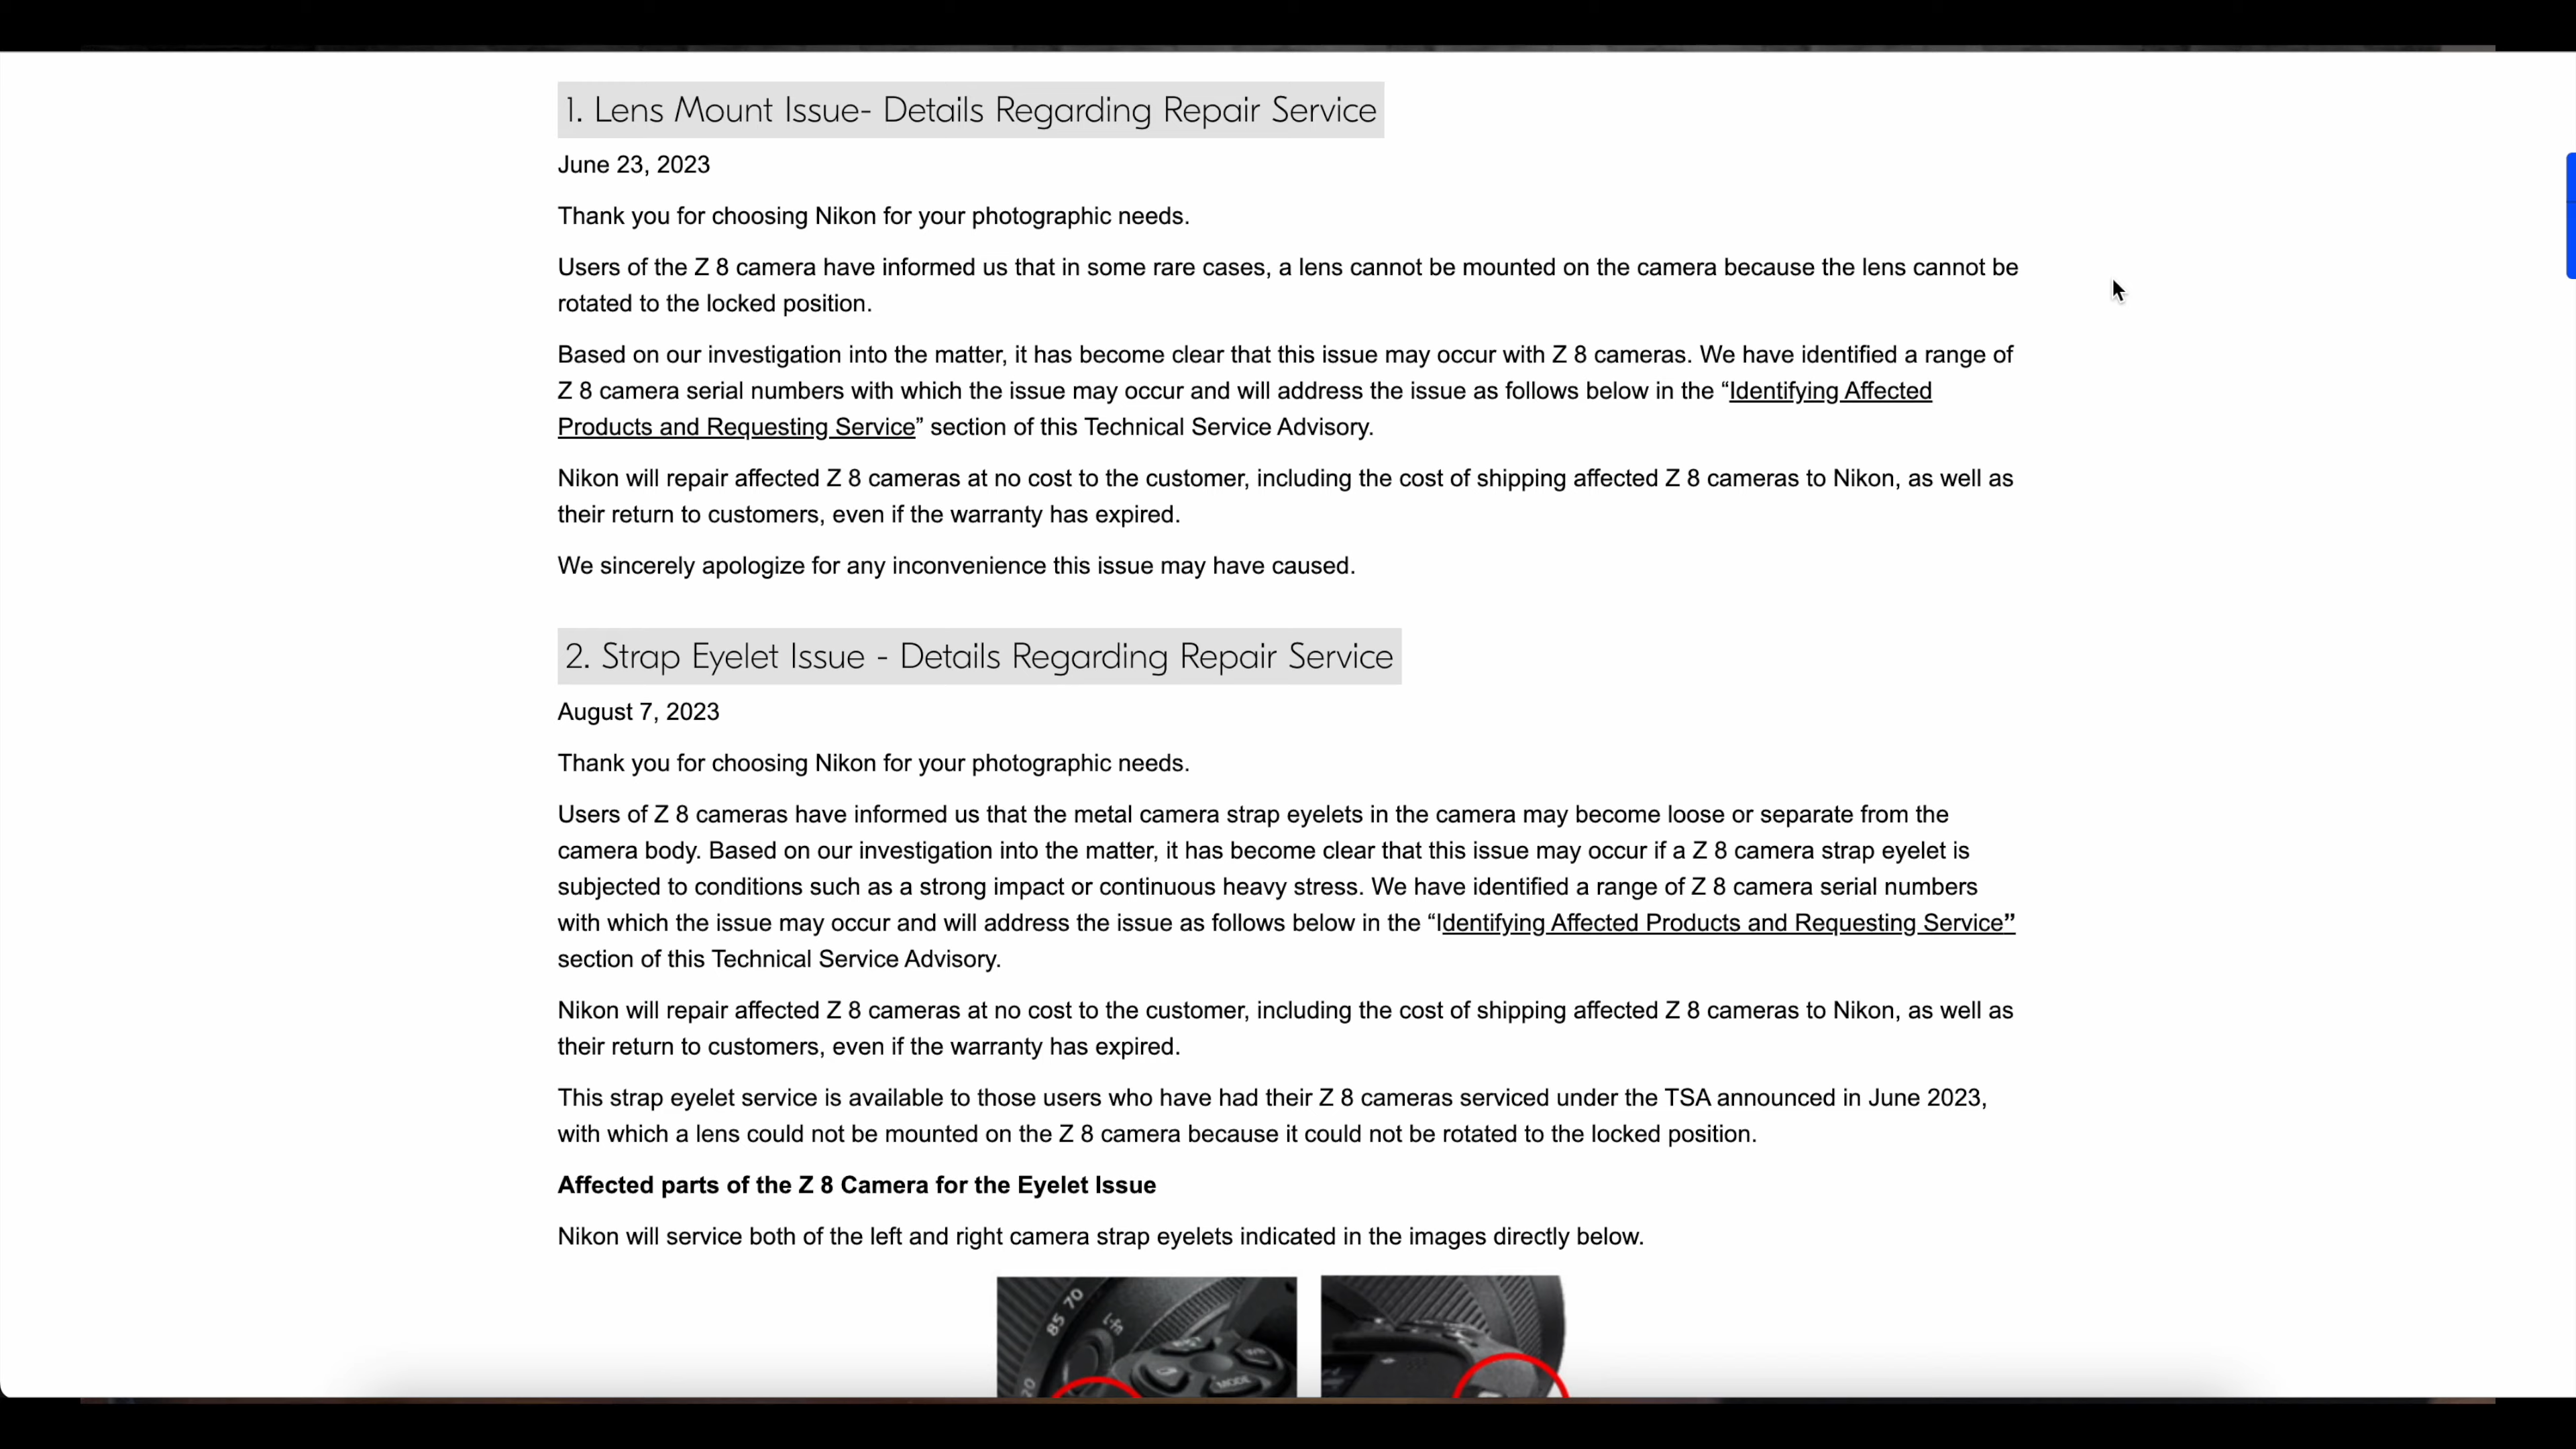 1. Lens Mount Issue- Details Regarding Repair Service
June 23, 2023
Thank you for choosing Nikon for your photographic needs.
Users of the Z 8 camera have informed us that in some rare cases, a lens cannot be mounted on the camera because the lens cannot be
rotated to the locked position.
Based on our investigation into the matter, it has become clear that this issue may occur with Z 8 cameras. We have identified a range of
Z 8 camera serial numbers with which the issue may occur and will address the issue as follows below in the “Identifying Affected
Products and Requesting Service” section of this Technical Service Advisory.
Nikon will repair affected Z 8 cameras at no cost to the customer, including the cost of shipping affected Z 8 cameras to Nikon, as well as
their return to customers, even if the warranty has expired.
We sincerely apologize for any inconvenience this issue may have caused.
2. Strap Eyelet Issue - Details Regarding Repair Service
August 7, 2023
Thank you for choosing Nikon for your photographic needs.
Users of Z 8 cameras have informed us that the metal camera strap eyelets in the camera may become loose or separate from the
camera body. Based on our investigation into the matter, it has become clear that this issue may occur if a Z 8 camera strap eyelet is
subjected to conditions such as a strong impact or continuous heavy stress. We have identified a range of Z 8 camera serial numbers
with which the issue may occur and will address the issue as follows below in the “Identifying Affected Products and Requesting Service”
section of this Technical Service Advisory.
Nikon will repair affected Z 8 cameras at no cost to the customer, including the cost of shipping affected Z 8 cameras to Nikon, as well as
their return to customers, even if the warranty has expired.
This strap eyelet service is available to those users who have had their Z 8 cameras serviced under the TSA announced in June 2023,
with which a lens could not be mounted on the Z 8 camera because it could not be rotated to the locked position.
Affected parts of the Z 8 Camera for the Eyelet Issue
Nikon will service both of the left and right camera strap eyelets indicated in the images directly below.
85 70
L-fn
WB
MODE